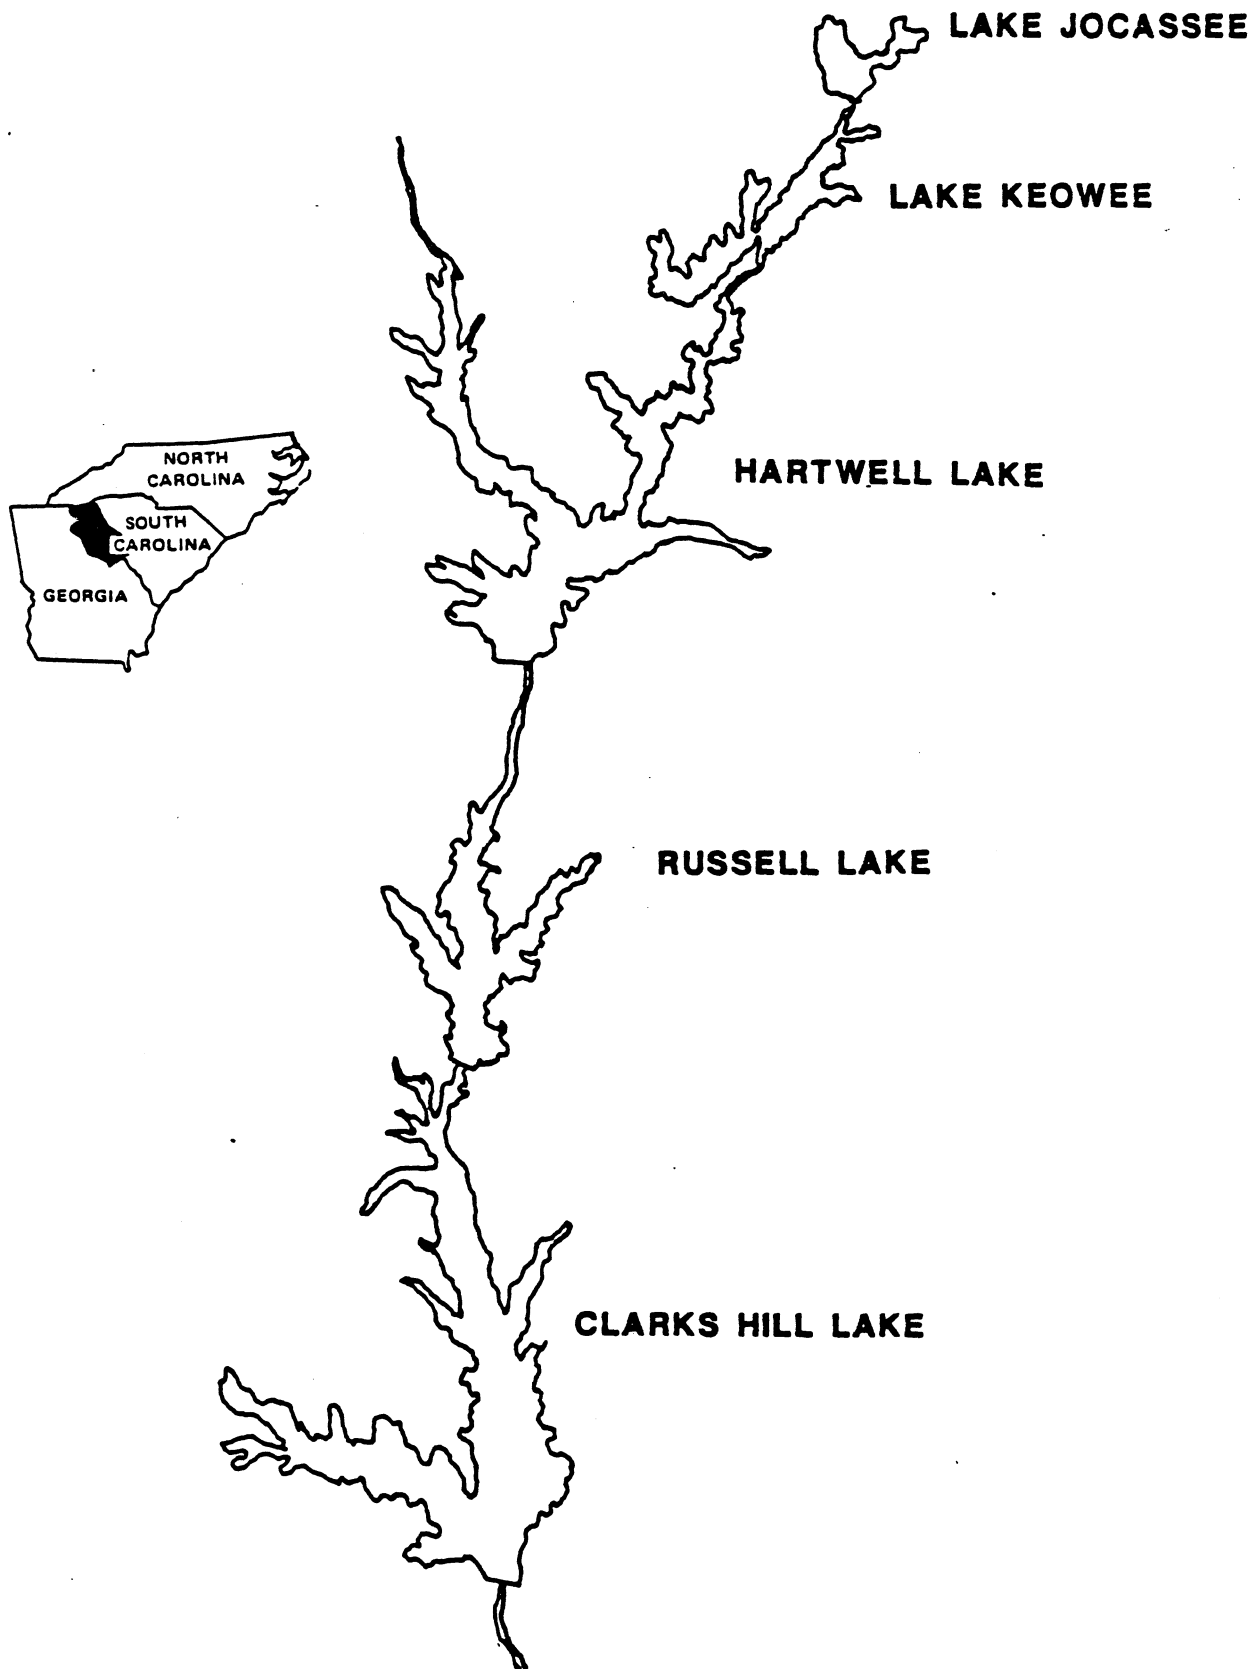 LAKE JOCASSEE
LAKE KEOWEE
HARTWELL LAKE
NORTH
CAROLINA
SOUTH
CAROLINA
GEORGIA
RUSSELL LAKE
CLARKS HILL LAKE